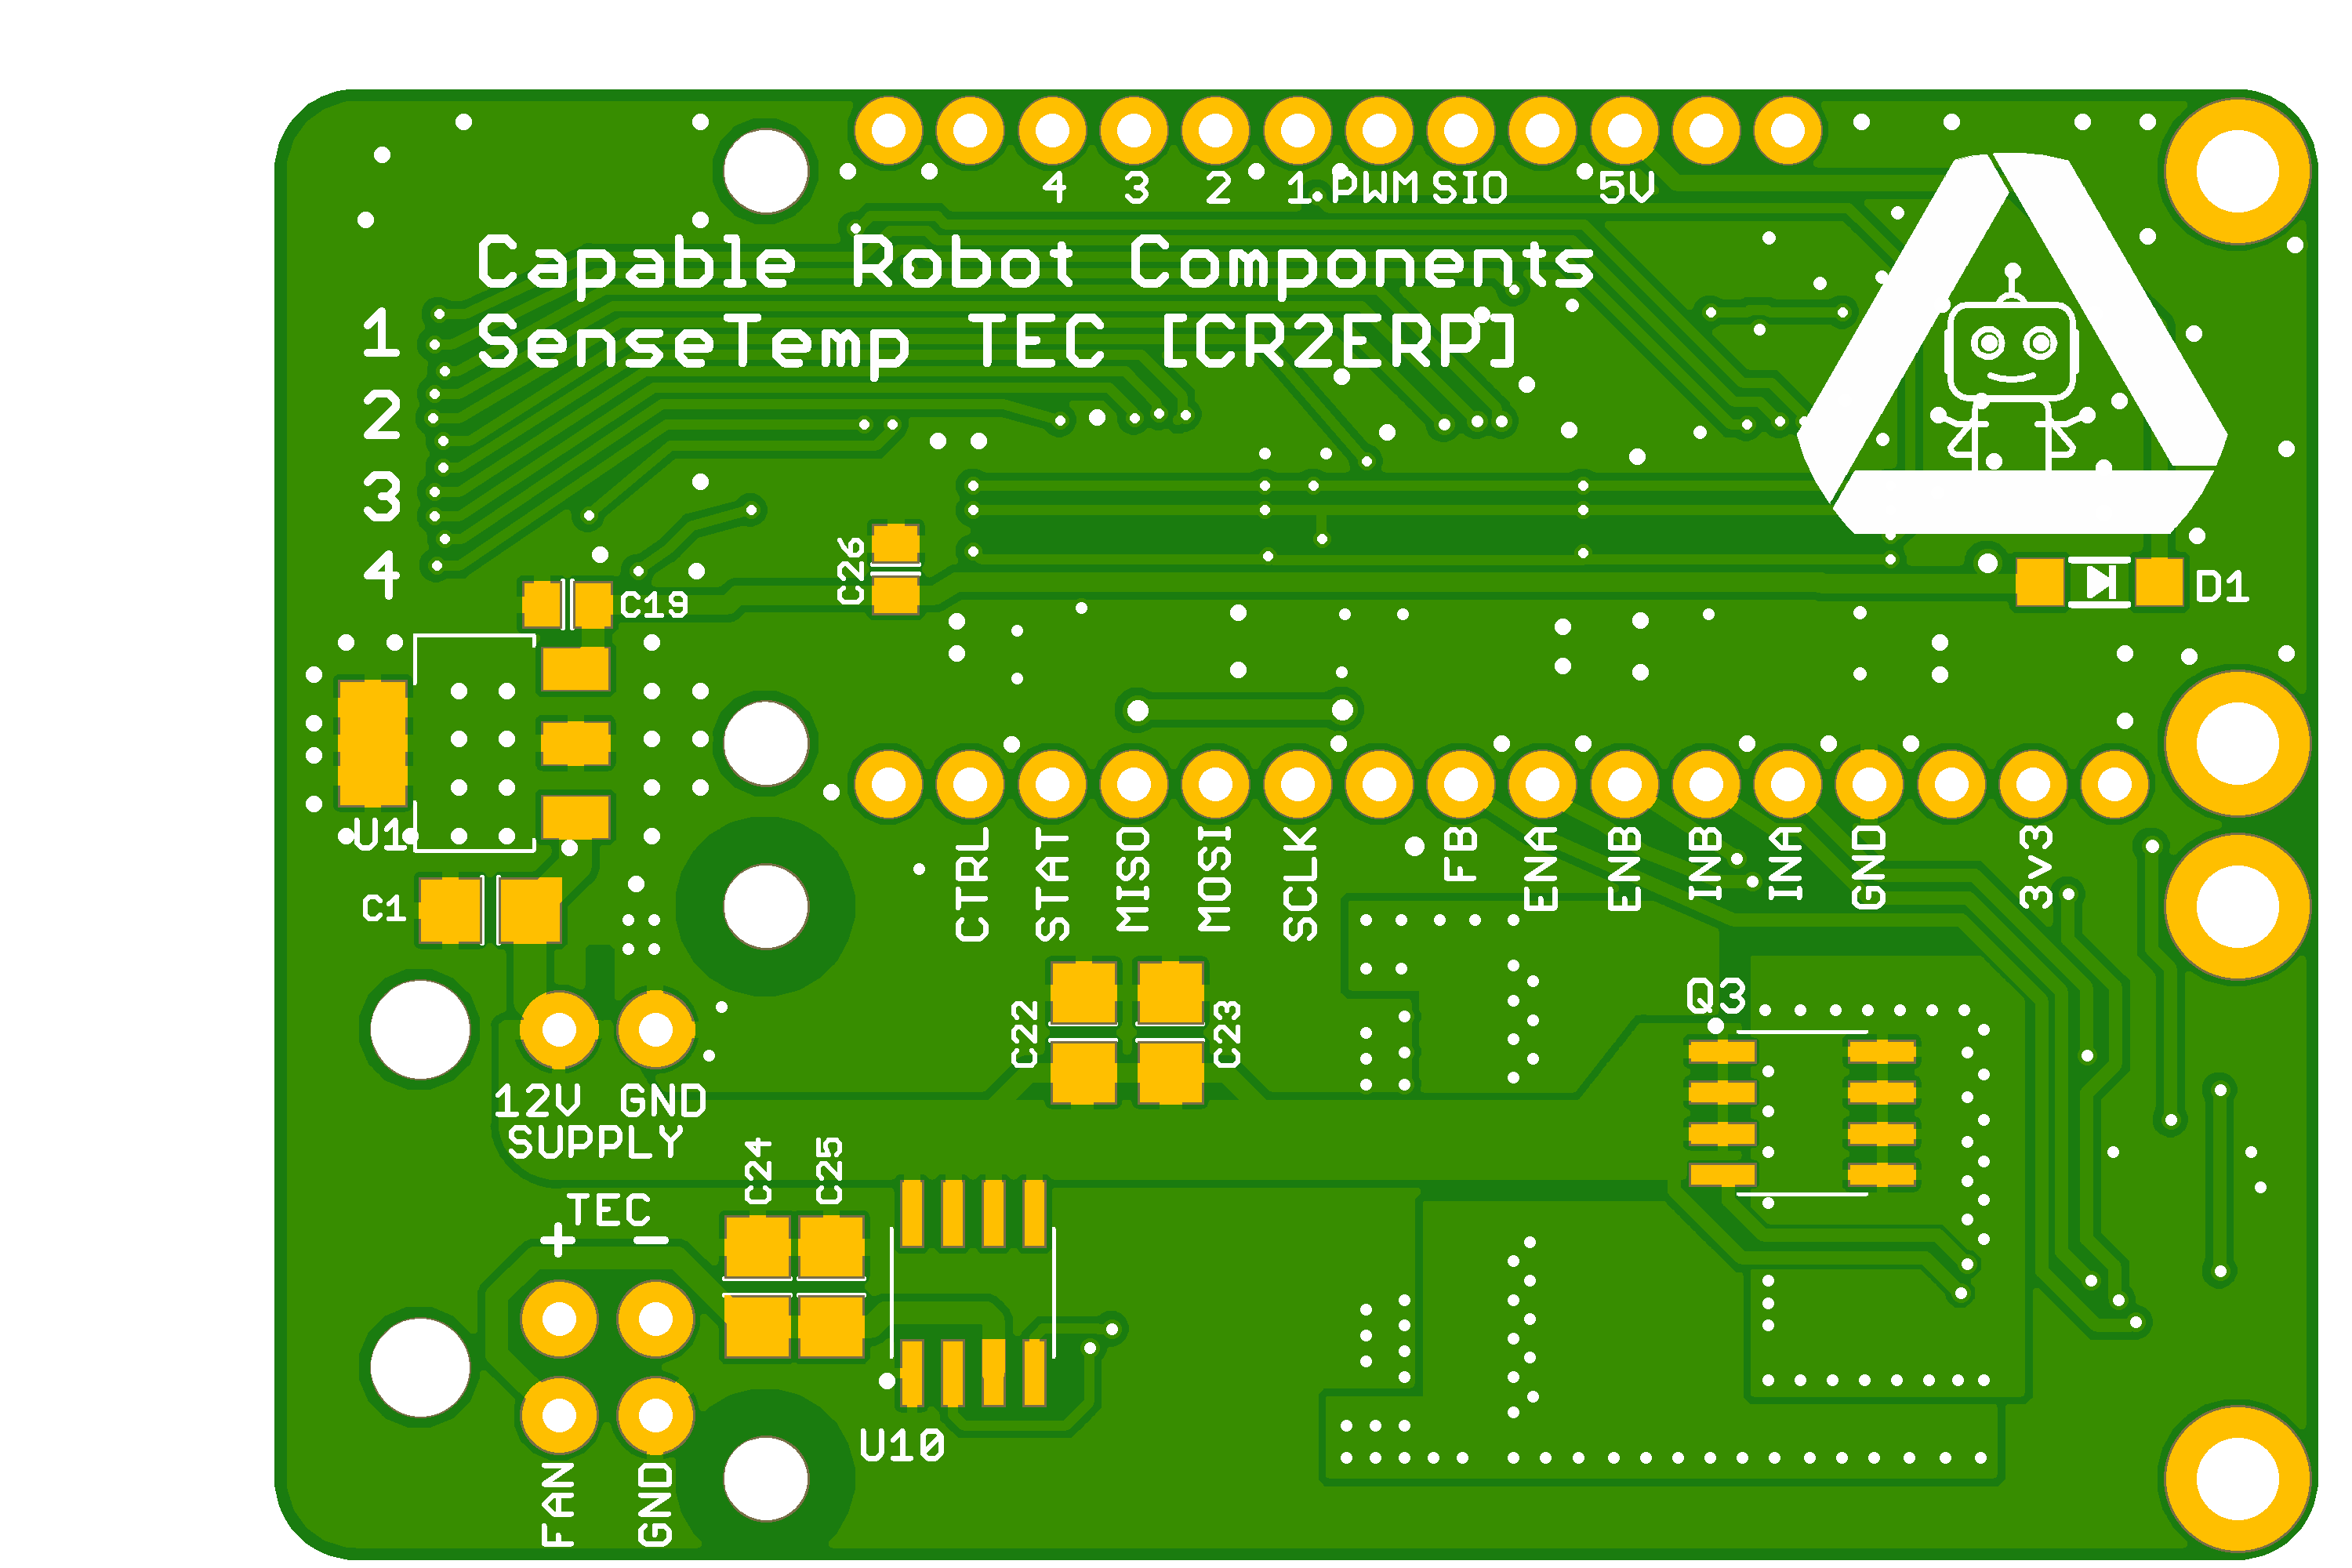 4 3 2 1 PWM SIO 5V
Capable Robot Components
SenseTemp TEC [CR2ERP]
1
2
3
4
C26
C19
D1
U1
C1
CTRL STAT MISO MOSI SCLK FB ENA ENB INB INA GND 3v3
Q3
C22 C23
12V GND
SUPPLY
C24 C25
TEC
+ −
U10
FAN GND